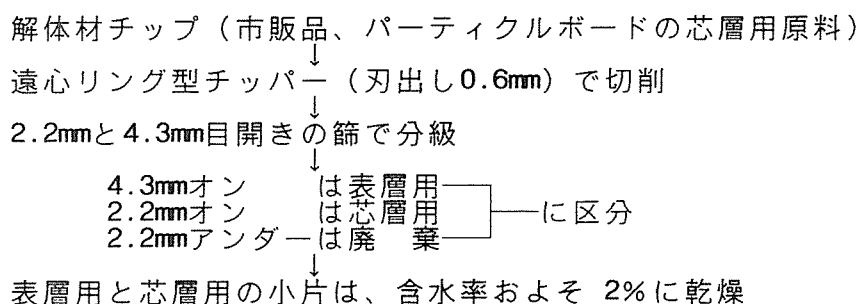 解体材チップ（市販品、パーティクルボードの芯層用原料）
↓
遠心リング型チッパー（刃出し0.6mm）で切削
↓
2.2mmと4.3mm目開きの篩で分級
↓
4.3mmオン　は表層用
2.2mmオン　は芯層用　に区分
2.2mmアンダーは廃　棄
↓
表層用と芯層用の小片は、含水率およそ 2%に乾燥